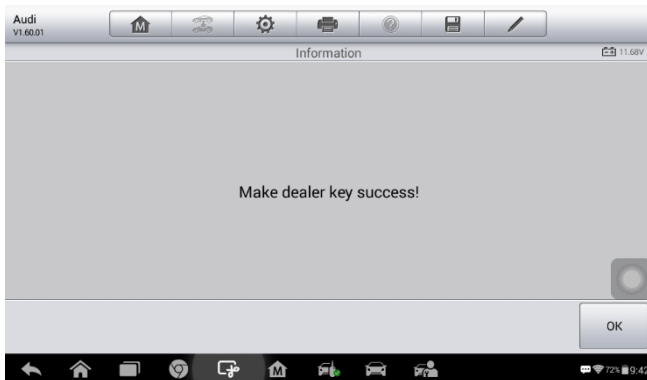 Audi
V1.60.01
M
Information
11.68V
Make dealer key success!
OK
M
72% 9:42